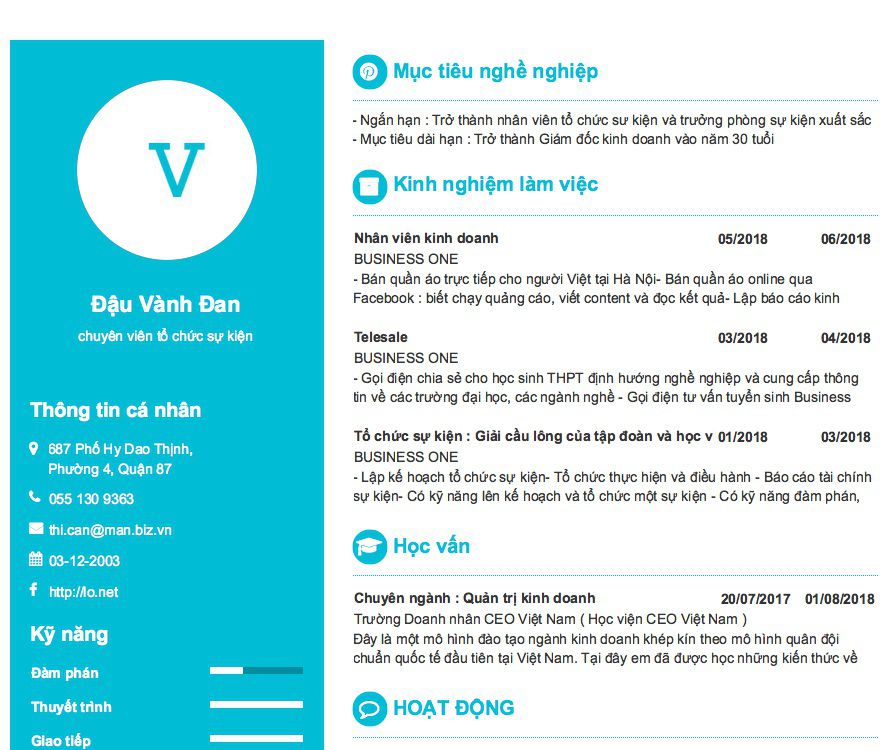 V
Đậu Vành Đan
chuyên viên tổ chức sự kiện
Thông tin cá nhân
687 Phố Hy Dao Thịnh,
Phường 4, Quận 87
055 130 9363
thi.can@man.biz.vn
03-12-2003
http://lo.net
Kỹ năng
Đàm phán
Thuyết trình
Giao tiếp
Mục tiêu nghề nghiệp
- Ngắn hạn : Trở thành nhân viên tổ chức sư kiện và trưởng phòng sự kiện xuất sắc
- Mục tiêu dài hạn : Trở thành Giám đốc kinh doanh vào năm 30 tuổi
Kinh nghiệm làm việc
Nhân viên kinh doanh 05/2018 06/2018
BUSINESS ONE
- Bán quần áo trực tiếp cho người Việt tại Hà Nội- Bán quần áo online qua
Facebook : biết chạy quảng cáo, viết content và đọc kết quả- Lập báo cáo kinh
Telesale 03/2018 04/2018
BUSINESS ONE
- Gọi điện chia sẻ cho học sinh THPT định hướng nghề nghiệp và cung cấp thông
tin về các trường đại học, các ngành nghề - Gọi điện tư vấn tuyển sinh Business
Tổ chức sự kiện : Giải cầu lông của tập đoàn và học v 01/2018 03/2018
BUSINESS ONE
- Lập kế hoạch tổ chức sự kiện- Tổ chức thực hiện và điều hành - Báo cáo tài chính
sự kiện- Có kỹ năng lên kế hoạch và tổ chức một sự kiện - Có kỹ năng đàm phán,
Học vấn
Chuyên ngành : Quản trị kinh doanh 20/07/2017 01/08/2018
Trường Doanh nhân CEO Việt Nam ( Học viện CEO Việt Nam )
Đây là một mô hình đào tạo ngành kinh doanh khép kín theo mô hình quân đội
chuẩn quốc tế đầu tiên tại Việt Nam. Tại đây em đã được học những kiến thức về
HOẠT ĐỘNG